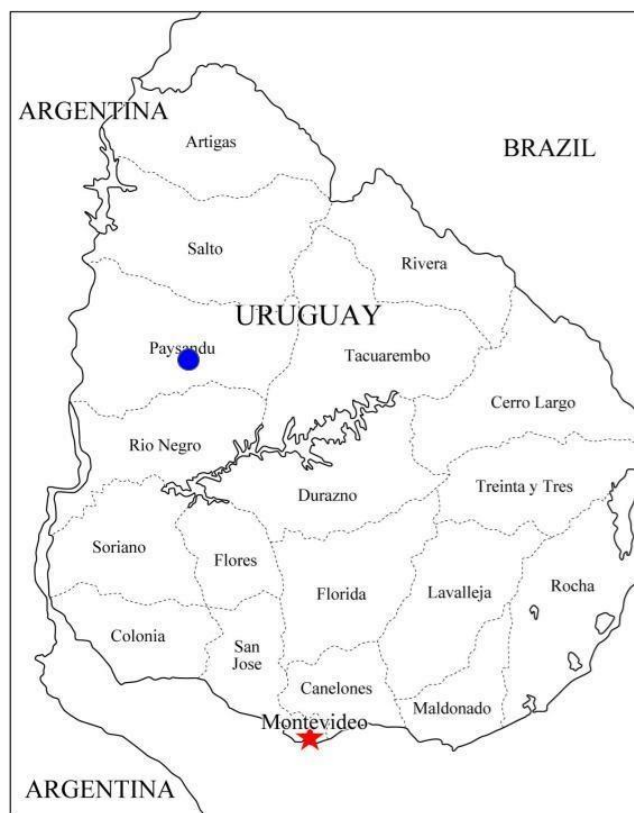 ARGENTINA
Artigas
BRAZIL
Salto
Rivera
URUGUAY
Paysandu
Tacuarembo
Cerro Largo
Rio Negro
Treinta y Tres
Durazno
Soriano
Flores
Florida
Lavalleja
Rocha
Colonia
San
Jose
Canelones
Maldonado
Montevideo
ARGENTINA